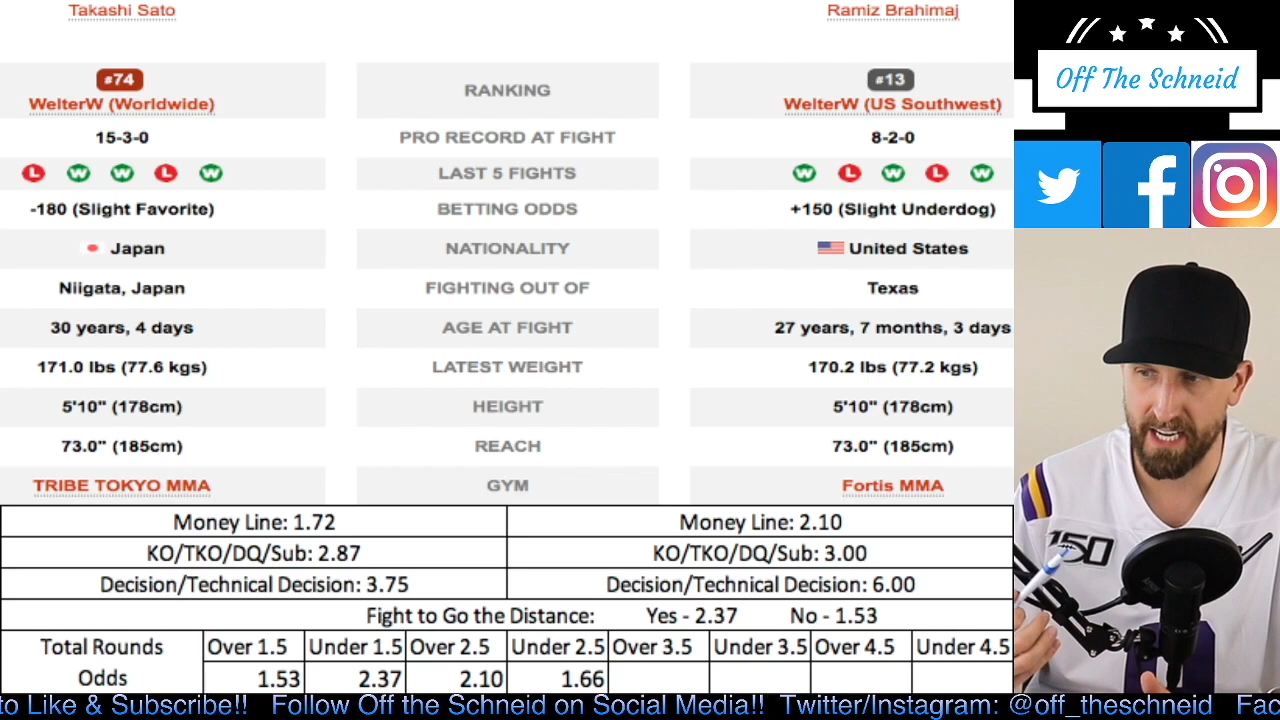 Takashi Sato Ramiz Brahimaj
#74 RANKING #13
WelterW (Worldwide) WelterW (US Southwest)
15-3-0 PRO RECORD AT FIGHT 8-2-0
L W W L W LAST 5 FIGHTS W L W L W
-180 (Slight Favorite) BETTING ODDS +150 (Slight Underdog)
Japan NATIONALITY United States
Niigata, Japan FIGHTING OUT OF Texas
30 years, 4 days AGE AT FIGHT 27 years, 7 months, 3 days
171.0 lbs (77.6 kgs) LATEST WEIGHT 170.2 lbs (77.2 kgs)
5'10" (178cm) HEIGHT 5'10" (178cm)
73.0" (185cm) REACH 73.0" (185cm)
TRIBE TOKYO MMA GYM Fortis MMA
Money Line: 1.72 Money Line: 2.10
KO/TKO/DQ/Sub: 2.87 KO/TKO/DQ/Sub: 3.00
Decision/Technical Decision: 3.75 Decision/Technical Decision: 6.00
Fight to Go the Distance: Yes - 2.37 No - 1.53
Total Rounds Over 1.5 Under 1.5 Over 2.5 Under 2.5 Over 3.5 Under 3.5 Over 4.5 Under 4.5
Odds 1.53 2.37 2.10 1.66
Off The Schneid
150
to Like & Subscribe!! Follow Off the Schneid on Social Media!! Twitter/Instagram: @off_theschneid Fac